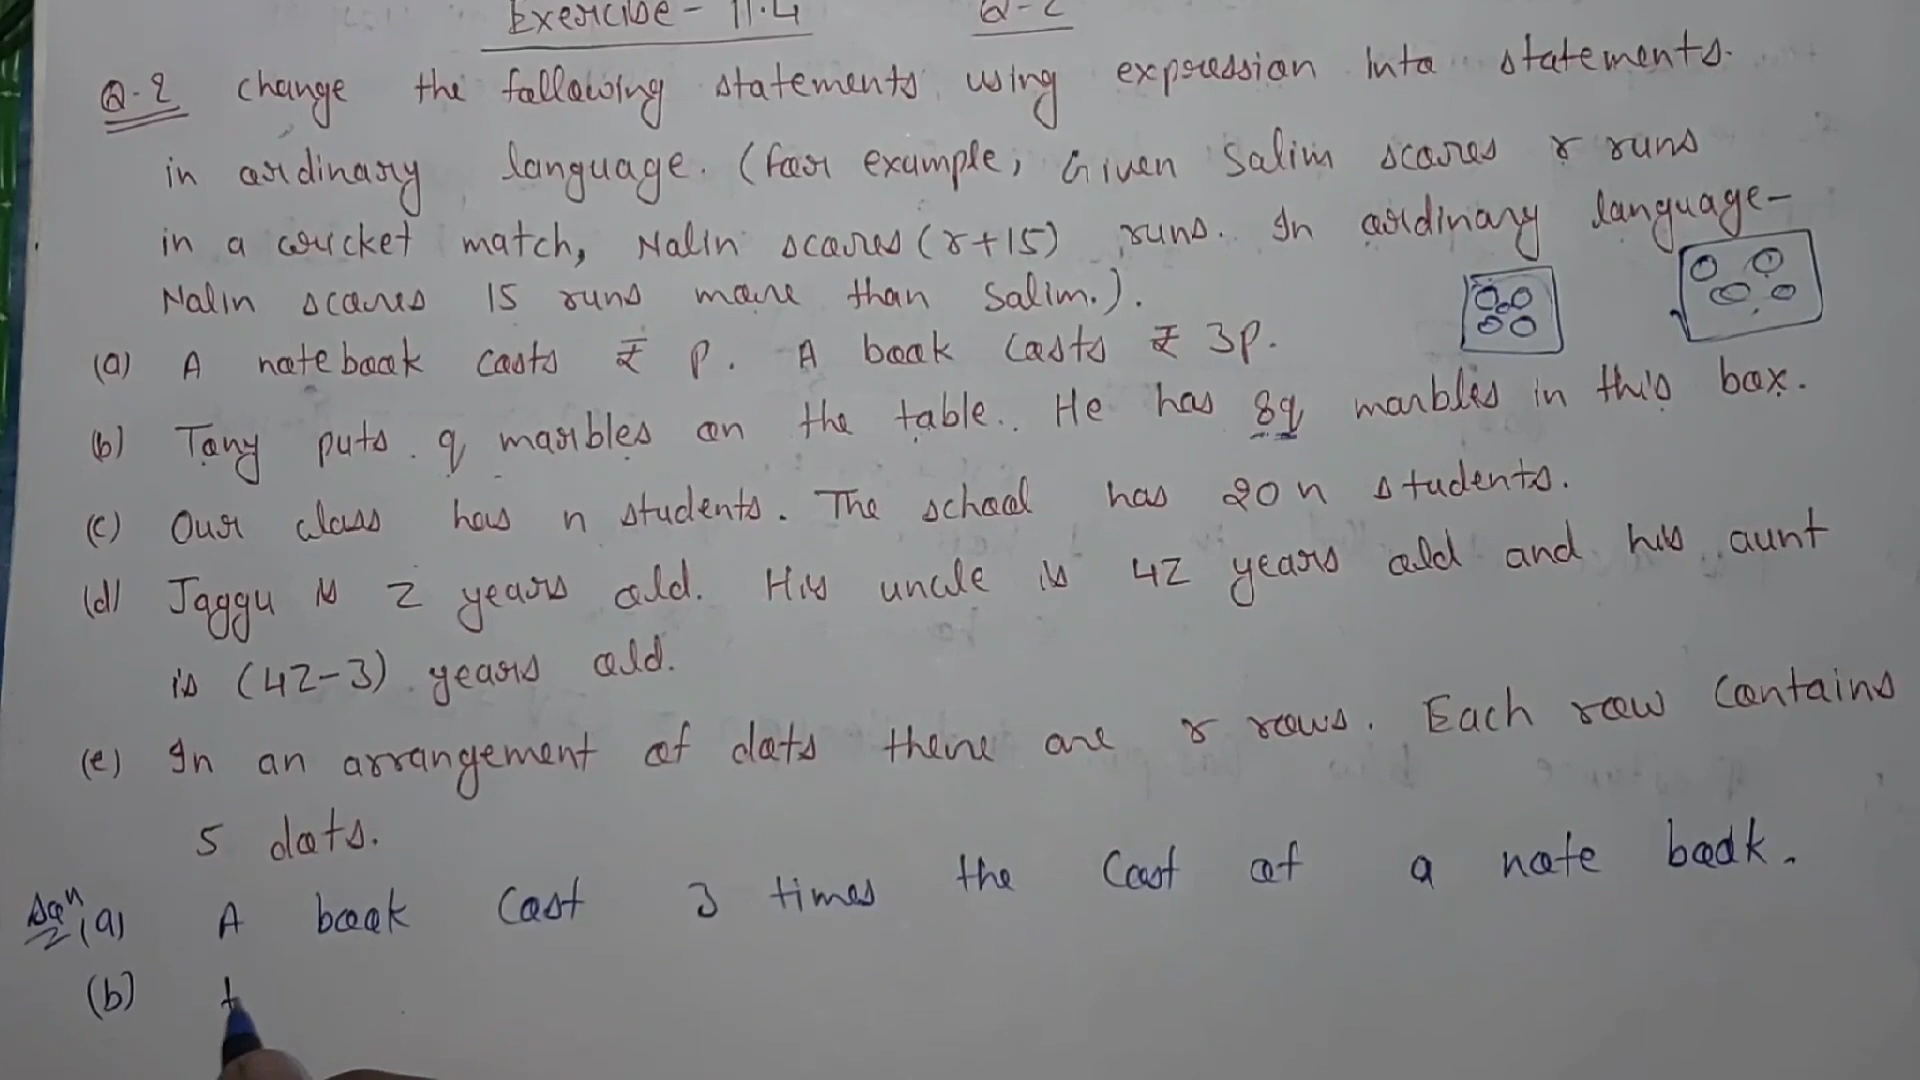 Exercise - 11.4 Q-2
Q.2 change the following statements using expression into statements.
in ordinary language. (for example, Given Salim scores r runs
in a cricket match, Nalin scores (r+15) runs. In ordinary language-
Nalin scores 15 runs more than Salim.).
(a) A note book costs ₹ p. A book costs ₹ 3p.
(b) Tony puts q marbles on the table. He has 8q marbles in this box.
(c) Our class has n students. The school has 20n students.
(d) Jaggu is z years old. His uncle is 4z years old and his aunt
is (4z-3) years old.
(e) In an arrangement of dots there are r rows. Each row contains
5 dots.
Soln (a) A book cost 3 times the cost of a note book.
(b) t